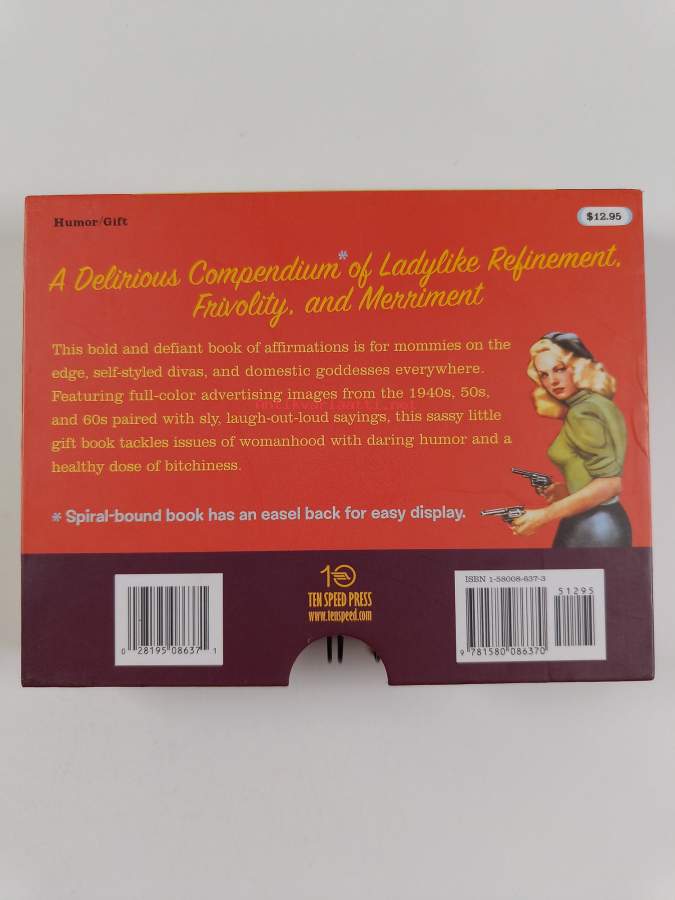 Humor/Gift
$12.95
A Delirious Compendium* of Ladylike Refinement,
Frivolity, and Merriment
This bold and defiant book of affirmations is for mommies on the
edge, self-styled divas, and domestic goddesses everywhere.
Featuring full-color advertising images from the 1940s, 50s,
and 60s paired with sly, laugh-out-loud sayings, this sassy little
gift book tackles issues of womanhood with daring humor and a
healthy dose of bitchiness.
* Spiral-bound book has an easel back for easy display.
10
TEN SPEED PRESS
www.tenspeed.com
0 28195 08637 1
ISBN 1-58008-637-3
51295
9 781580 086370